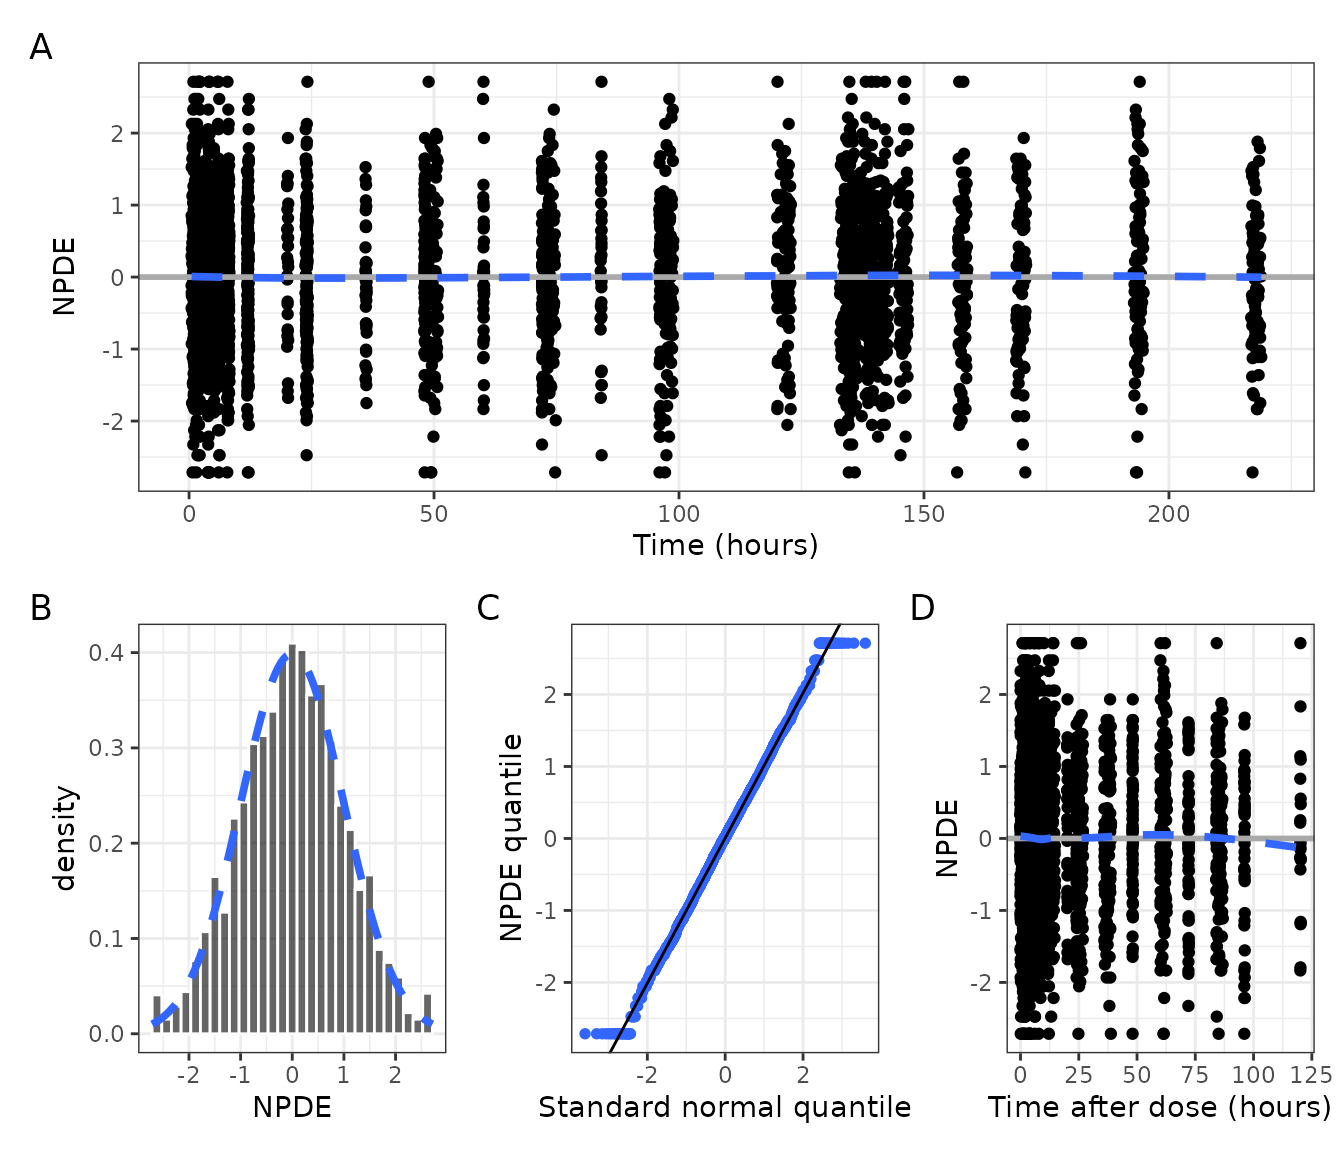 A
NPDE
2
1
0
-1
-2
0 50 100 150 200
Time (hours)
B
density
0.4
0.3
0.2
0.1
0.0
-2 -1 0 1 2
NPDE
C
NPDE quantile
2
1
0
-1
-2
-2 0 2
Standard normal quantile
D
NPDE
2
1
0
-1
-2
0 25 50 75 100 125
Time after dose (hours)